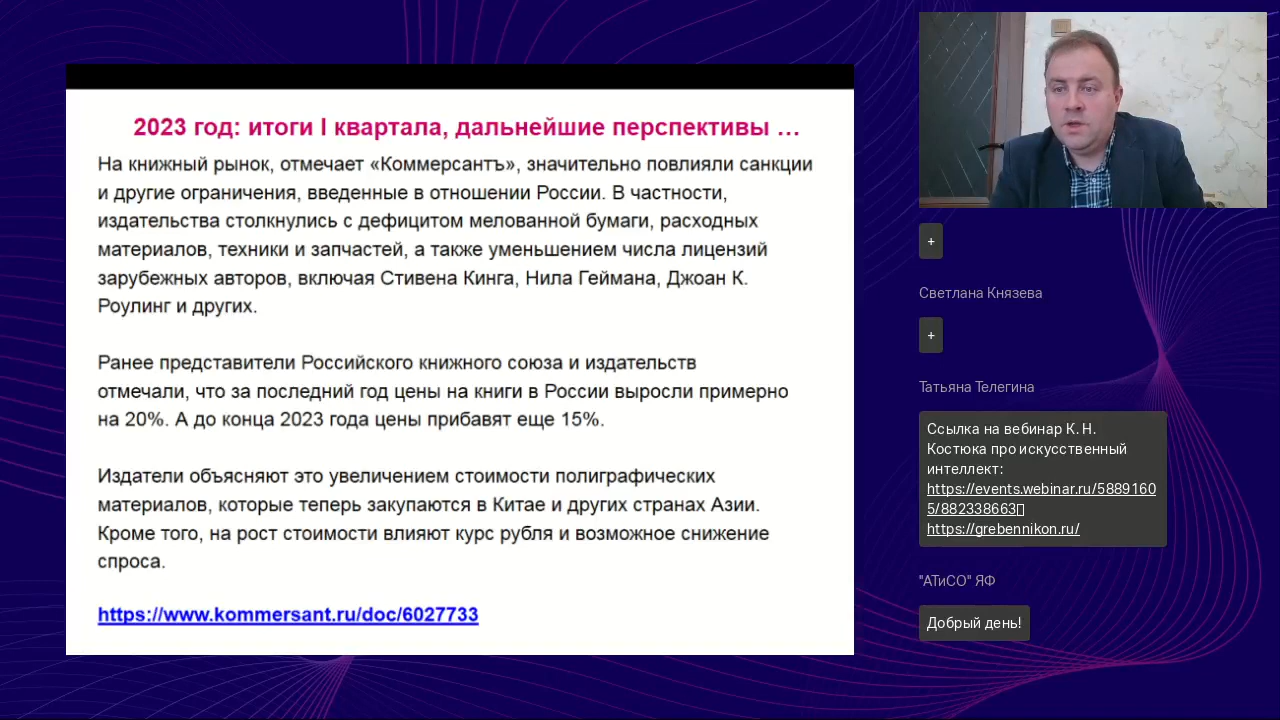 2023 год: итоги I квартала, дальнейшие перспективы …
На книжный рынок, отмечает «Коммерсантъ», значительно повлияли санкции
и другие ограничения, введенные в отношении России. В частности,
издательства столкнулись с дефицитом мелованной бумаги, расходных
материалов, техники и запчастей, а также уменьшением числа лицензий
зарубежных авторов, включая Стивена Кинга, Нила Геймана, Джоан К.
Роулинг и других.
Ранее представители Российского книжного союза и издательств
отмечали, что за последний год цены на книги в России выросли примерно
на 20%. А до конца 2023 года цены прибавят еще 15%.
Издатели объясняют это увеличением стоимости полиграфических
материалов, которые теперь закупаются в Китае и других странах Азии.
Кроме того, на рост стоимости влияют курс рубля и возможное снижение
спроса.
https://www.kommersant.ru/doc/6027733
+
Светлана Князева
+
Татьяна Телегина
Ссылка на вебинар К. Н.
Костюка про искусственный
интеллект:
https://events.webinar.ru/5889160
5/882338663
https://grebennikon.ru/
"АТиСО" ЯФ
Добрый день!